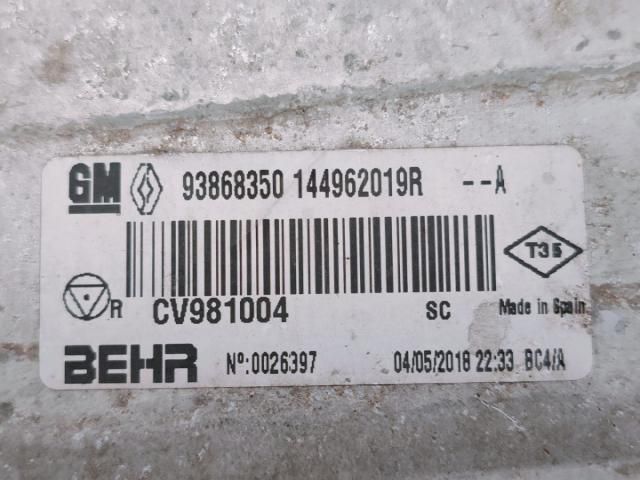 GM 93868350 144962019R --A
T35
R CV981004 SC Made in Spain
BEHR Nº:0026397 04/05/2018 22:33 BC4/A